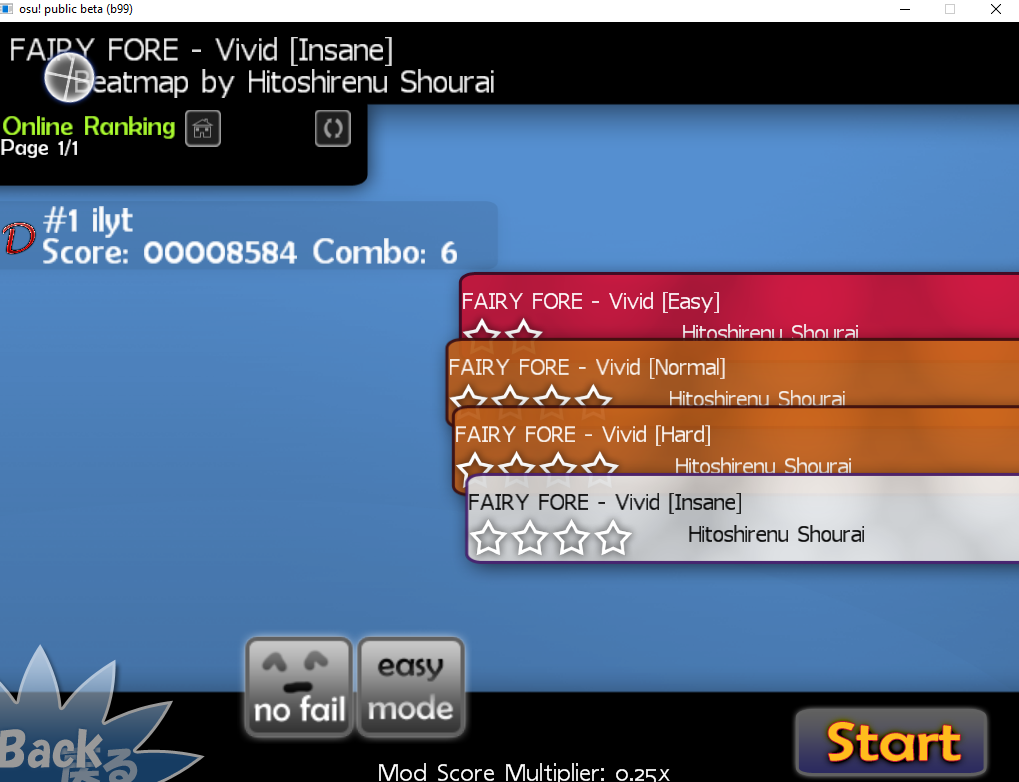 osu! public beta (b99)
FAIRY FORE - Vivid [Insane]
Beatmap by Hitoshirenu Shourai
Online Ranking
Page 1/1
#1 ilyt
D
Score: 00008584 Combo: 6
FAIRY FORE - Vivid [Easy]
Hitoshirenu Shourai
FAIRY FORE - Vivid [Normal]
Hitoshirenu Shourai
FAIRY FORE - Vivid [Hard]
Hitoshirenu Shourai
FAIRY FORE - Vivid [Insane]
Hitoshirenu Shourai
no fail
easy
mode
Back
戻る
Start
Mod Score Multiplier: 0.25x